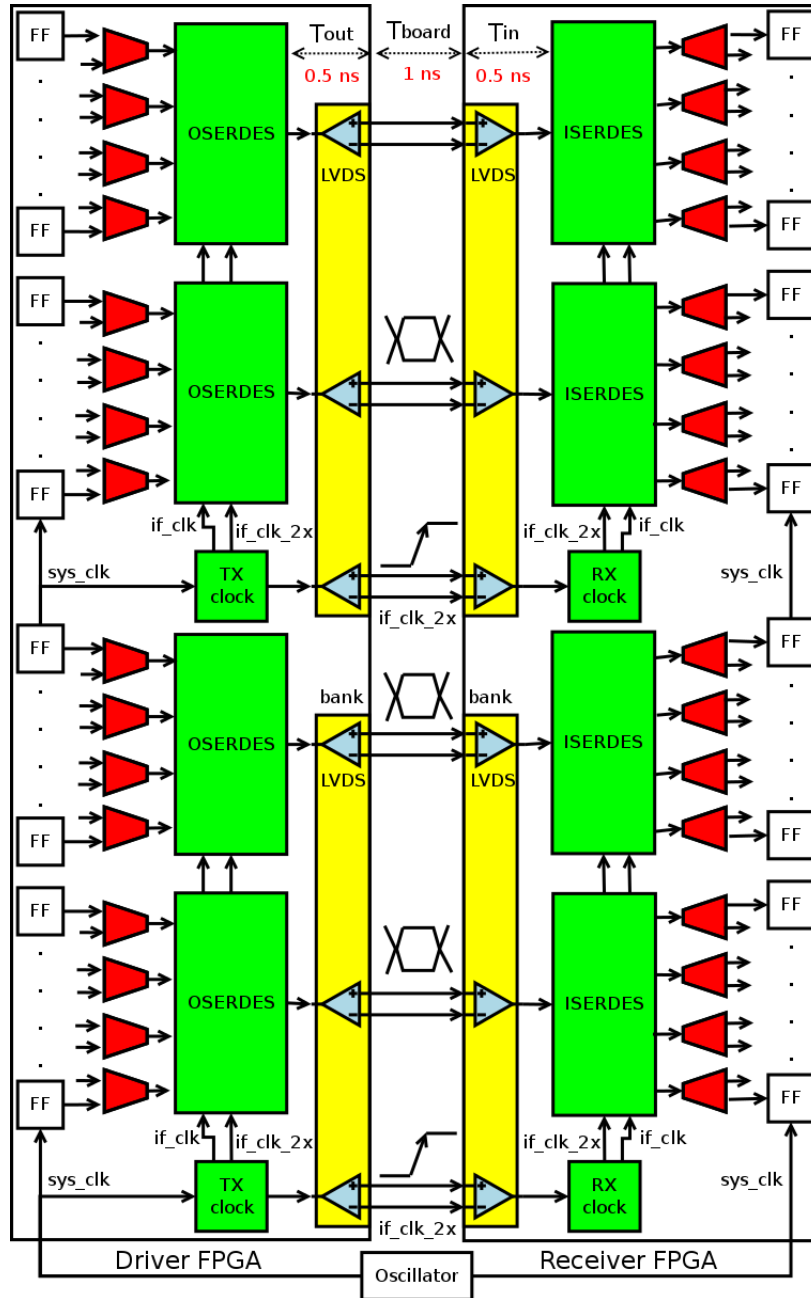 FF
Tout
Tboard
Tin
FF
0.5 ns
1 ns
0.5 ns
OSERDES
ISERDES
LVDS
LVDS
FF
FF
FF
FF
OSERDES
ISERDES
FF
FF
if_clk
if_clk_2x
if_clk_2x
if_clk
sys_clk
TX
clock
RX
clock
sys_clk
if_clk_2x
FF
FF
OSERDES
ISERDES
bank
bank
LVDS
LVDS
FF
FF
FF
FF
OSERDES
ISERDES
FF
FF
if_clk
if_clk_2x
if_clk_2x
if_clk
sys_clk
TX
clock
RX
clock
sys_clk
if_clk_2x
Driver FPGA
Receiver FPGA
Oscillator